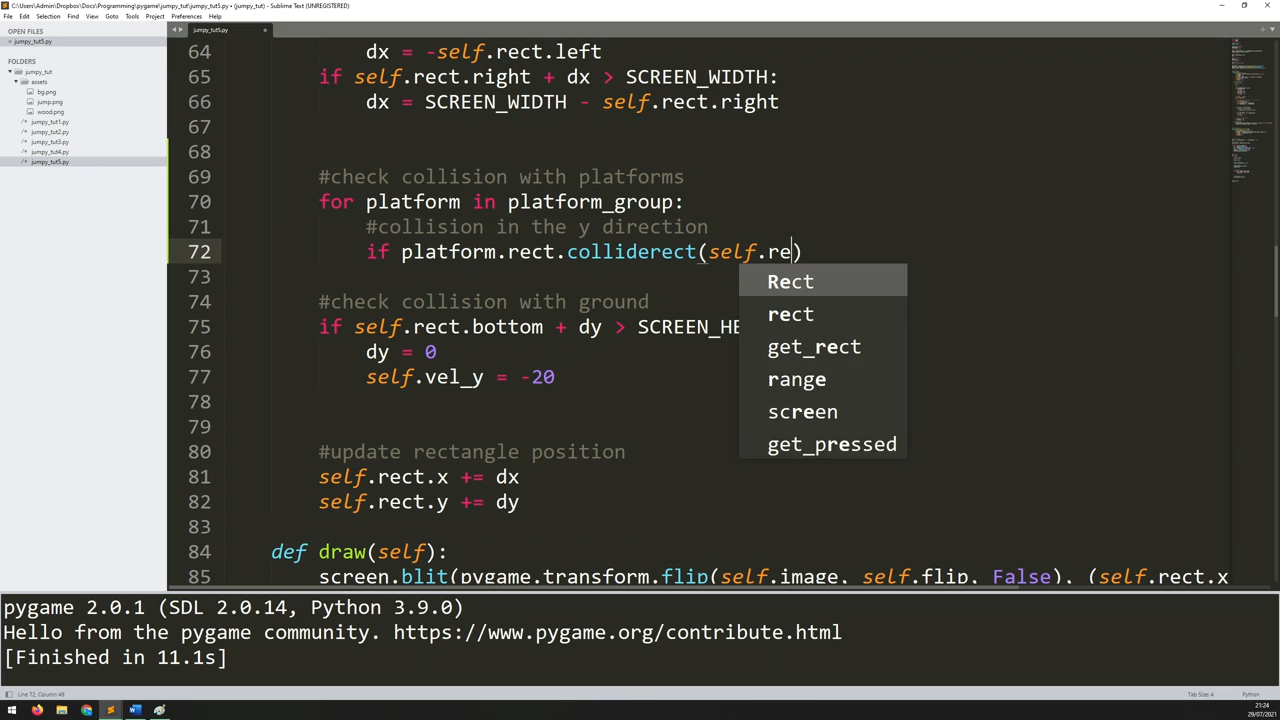 C:\Users\Admin\Dropbox\Docs\Programming\pygame\jumpy_tut\jumpy_tut5.py • (jumpy_tut) - Sublime Text (UNREGISTERED)
File Edit Selection Find View Goto Tools Project Preferences Help
OPEN FILES
jumpy_tut5.py
FOLDERS
jumpy_tut
assets
bg.png
jump.png
wood.png
jumpy_tut1.py
jumpy_tut2.py
jumpy_tut3.py
jumpy_tut4.py
jumpy_tut5.py
jumpy_tut5.py
64 dx = -self.rect.left
65 if self.rect.right + dx > SCREEN_WIDTH:
66 dx = SCREEN_WIDTH - self.rect.right
67
68
69 #check collision with platforms
70 for platform in platform_group:
71 #collision in the y direction
72 if platform.rect.colliderect(self.re)
73
74 #check collision with ground
75 if self.rect.bottom + dy > SCREEN_HE
76 dy = 0
77 self.vel_y = -20
78
79
80 #update rectangle position
81 self.rect.x += dx
82 self.rect.y += dy
83
84 def draw(self):
85 screen.blit(pygame.transform.flip(self.image, self.flip, False), (self.rect.x
Rect
rect
get_rect
range
screen
get_pressed
pygame 2.0.1 (SDL 2.0.14, Python 3.9.0)
Hello from the pygame community. https://www.pygame.org/contribute.html
[Finished in 11.1s]
Line 72, Column 49
Tab Size: 4
Python
21:24
29/07/2021